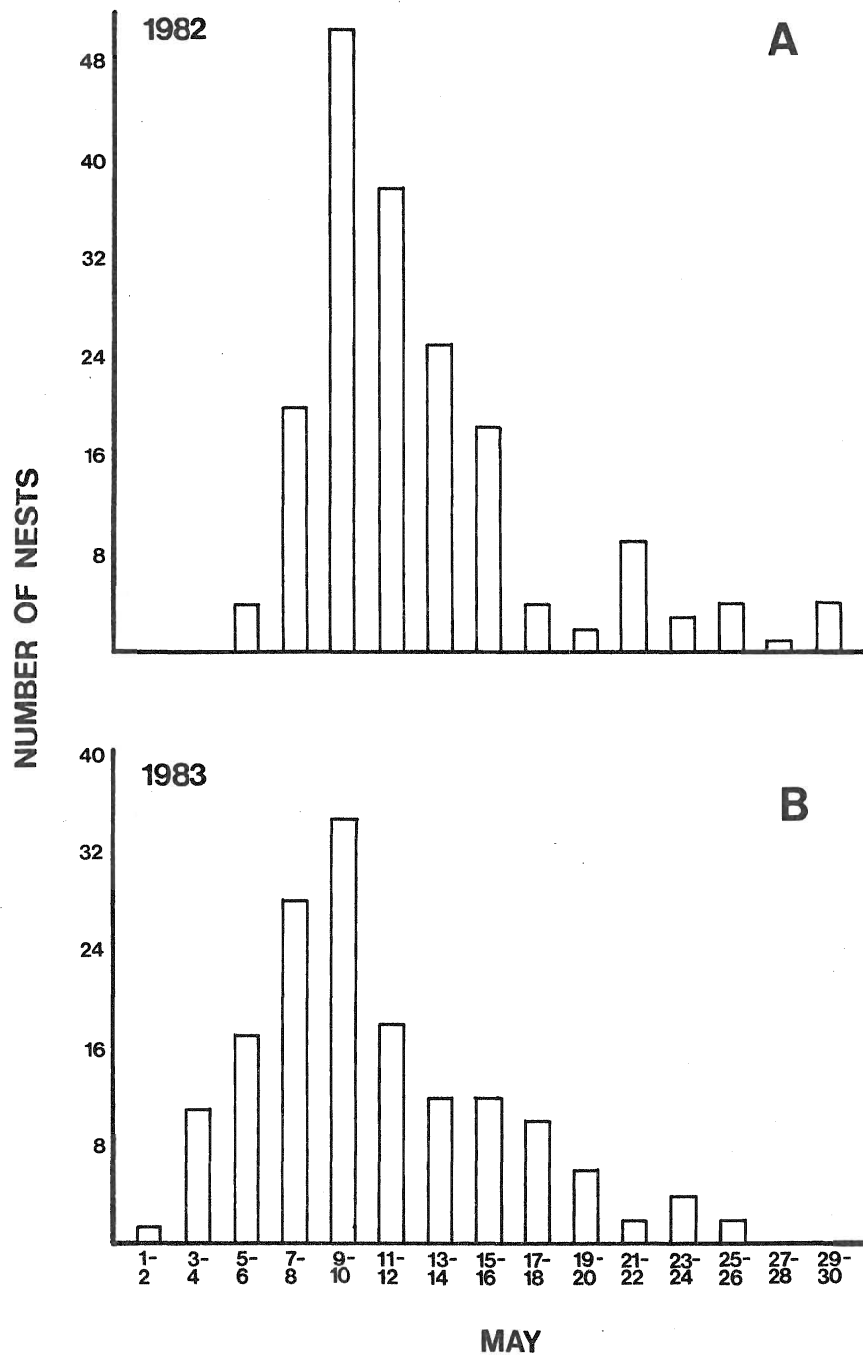 1982
A
48
40
32
24
16
8
NUMBER OF NESTS
40
1983
B
32
24
16
8
1- 3- 5- 7- 9- 11- 13- 15- 17- 19- 21- 23- 25- 27- 29-
2 4 6 8 10 12 14 16 18 20 22 24 26 28 30
MAY